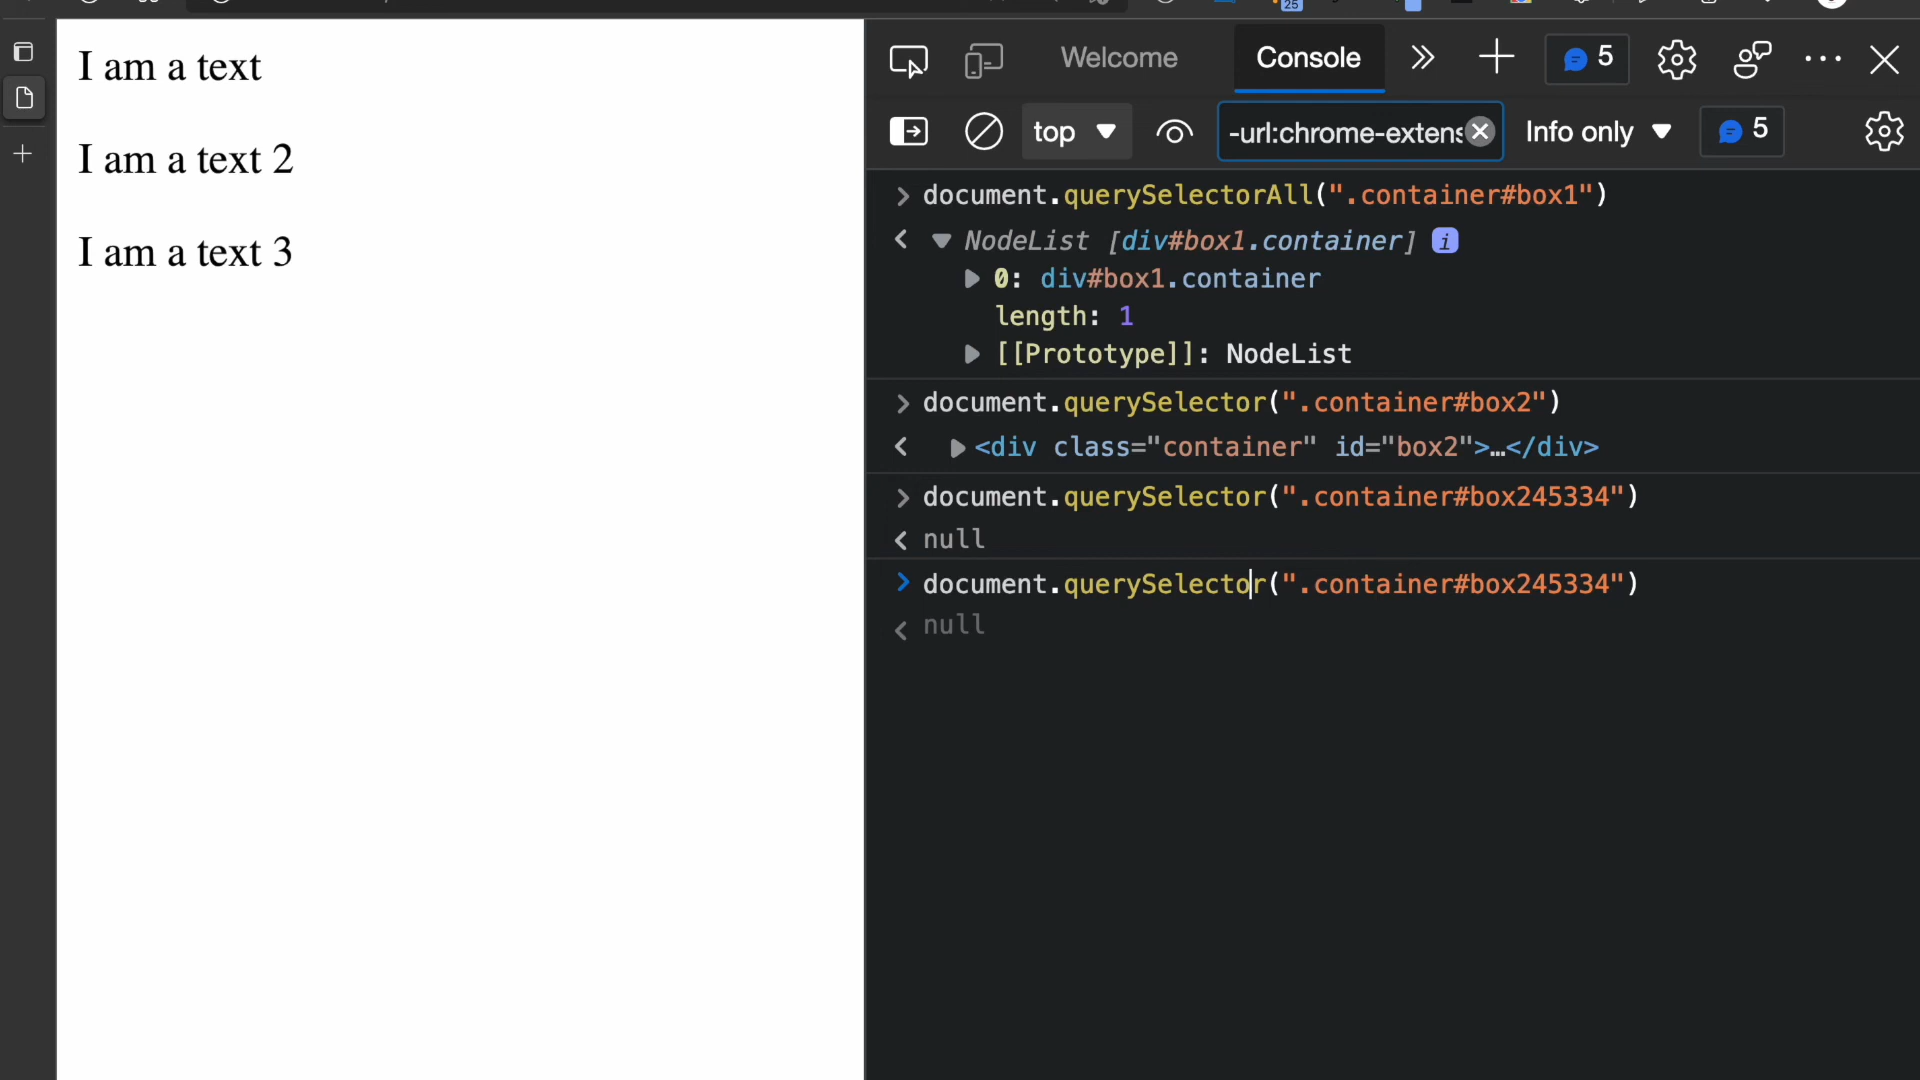 25
I am a text
I am a text 2
I am a text 3
Welcome
Console
5
top
-url:chrome-extens
Info only
5
document.querySelectorAll(".container#box1")
NodeList [div#box1.container] i
0: div#box1.container
length: 1
[[Prototype]]: NodeList
document.querySelector(".container#box2")
<div class="container" id="box2">…</div>
document.querySelector(".container#box245334")
null
document.querySelector(".container#box245334")
null